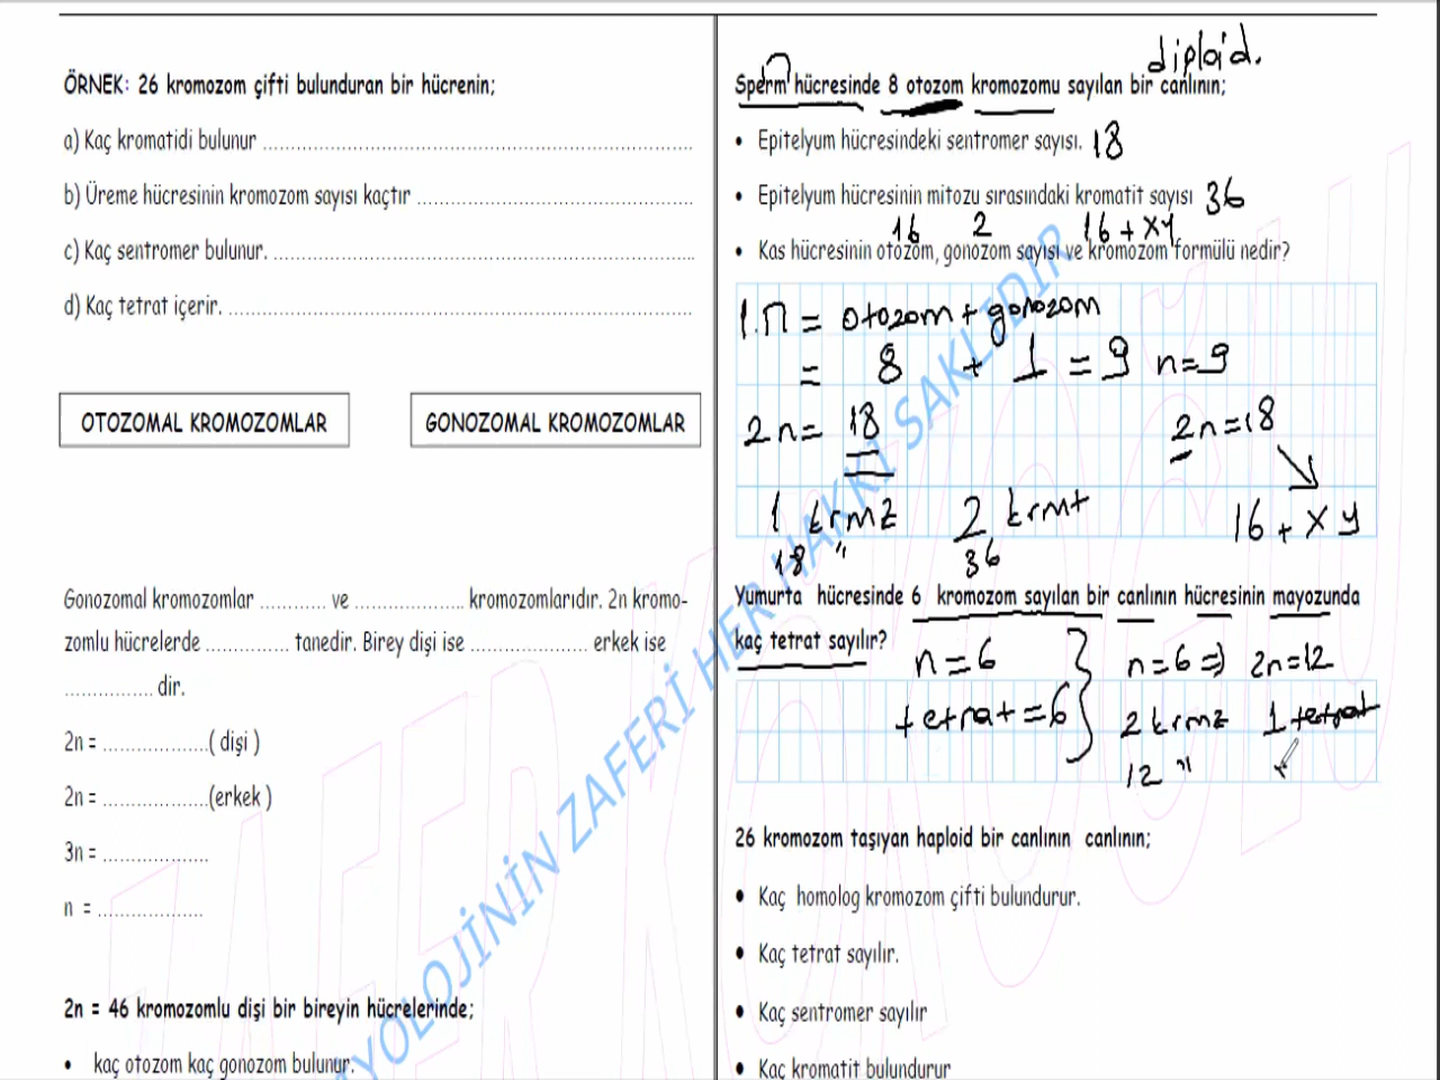 ÖRNEK: 26 kromozom çifti bulunduran bir hücrenin;
a) Kaç kromatidi bulunur ........................................................................
b) Üreme hücresinin kromozom sayısı kaçtır ..............................................
c) Kaç sentromer bulunur. ......................................................................
d) Kaç tetrat içerir. .............................................................................
OTOZOMAL KROMOZOMLAR
GONOZOMAL KROMOZOMLAR
Gonozomal kromozomlar ............ ve .................... kromozomlarıdır. 2n kromo-
zomlu hücrelerde ............... tanedir. Birey dişi ise ..................... erkek ise
................ dir.
2n = ...................( dişi )
2n = ...................(erkek )
3n = ...................
n = ...................
2n = 46 kromozomlu dişi bir bireyin hücrelerinde;
• kaç otozom kaç gonozom bulunur.
diploid.
Sperm hücresinde 8 otozom kromozomu sayılan bir canlının;
• Epitelyum hücresindeki sentromer sayısı. 18
• Epitelyum hücresinin mitozu sırasındaki kromatit sayısı 36
16 2 16 + XY
• Kas hücresinin otozom, gonozom sayısı ve kromozom formülü nedir?
1.n = otozom + gonozom
= 8 + 1 = 9 n=9
2n = 18 2n=18
1 krmz 2 krmt 16 + X y
18 " 36
Yumurta hücresinde 6 kromozom sayılan bir canlının hücresinin mayozunda
kaç tetrat sayılır? n=6 n=6 => 2n=12
tetrat=6 2 krmz 1 tetrat
12 "
26 kromozom taşıyan haploid bir canlının canlının;
• Kaç homolog kromozom çifti bulundurur.
• Kaç tetrat sayılır.
• Kaç sentromer sayılır
• Kaç kromatit bulundurur
BİYOLOJİNİN ZAFERİ HER HAKKI SAKLIDIR